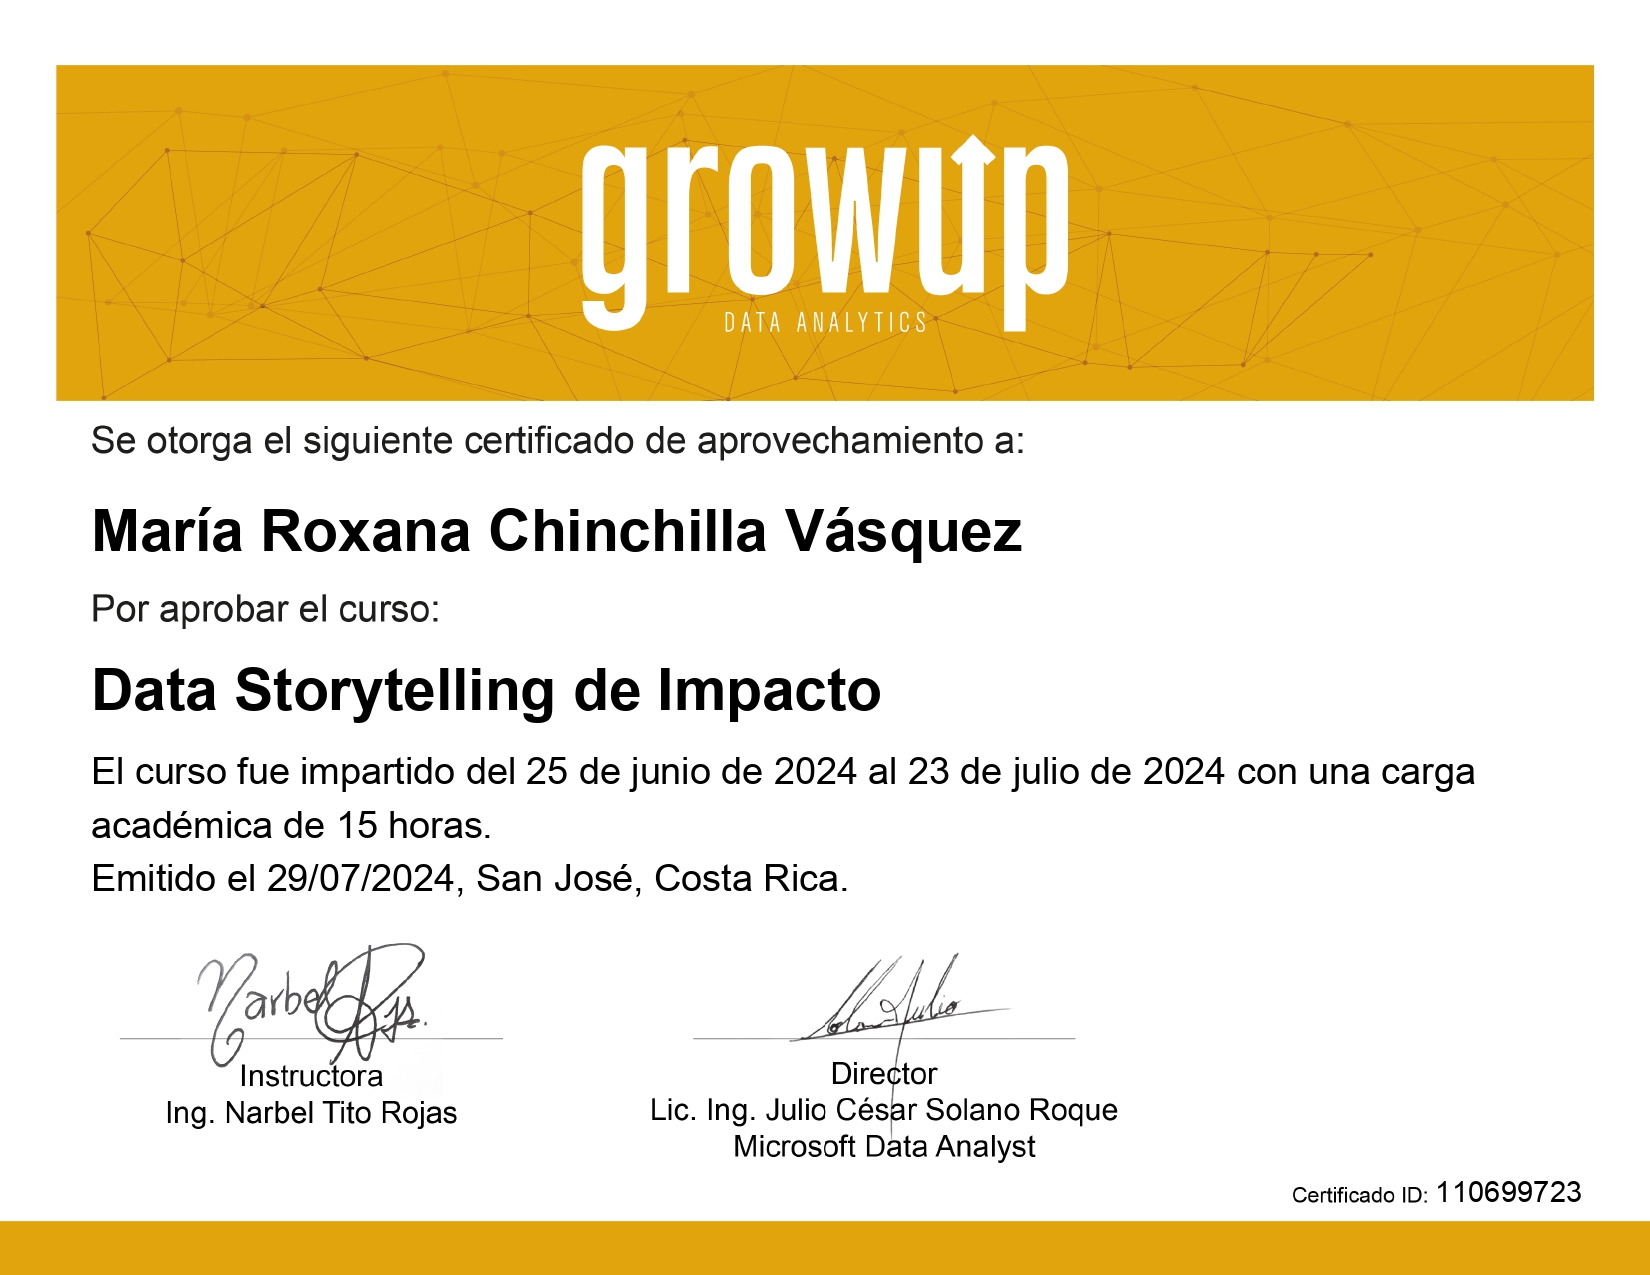 growup
DATA ANALYTICS
Se otorga el siguiente certificado de aprovechamiento a:
María Roxana Chinchilla Vásquez
Por aprobar el curso:
Data Storytelling de Impacto
El curso fue impartido del 25 de junio de 2024 al 23 de julio de 2024 con una carga
académica de 15 horas.
Emitido el 29/07/2024, San José, Costa Rica.
Instructora
Ing. Narbel Tito Rojas
Director
Lic. Ing. Julio César Solano Roque
Microsoft Data Analyst
Certificado ID: 110699723